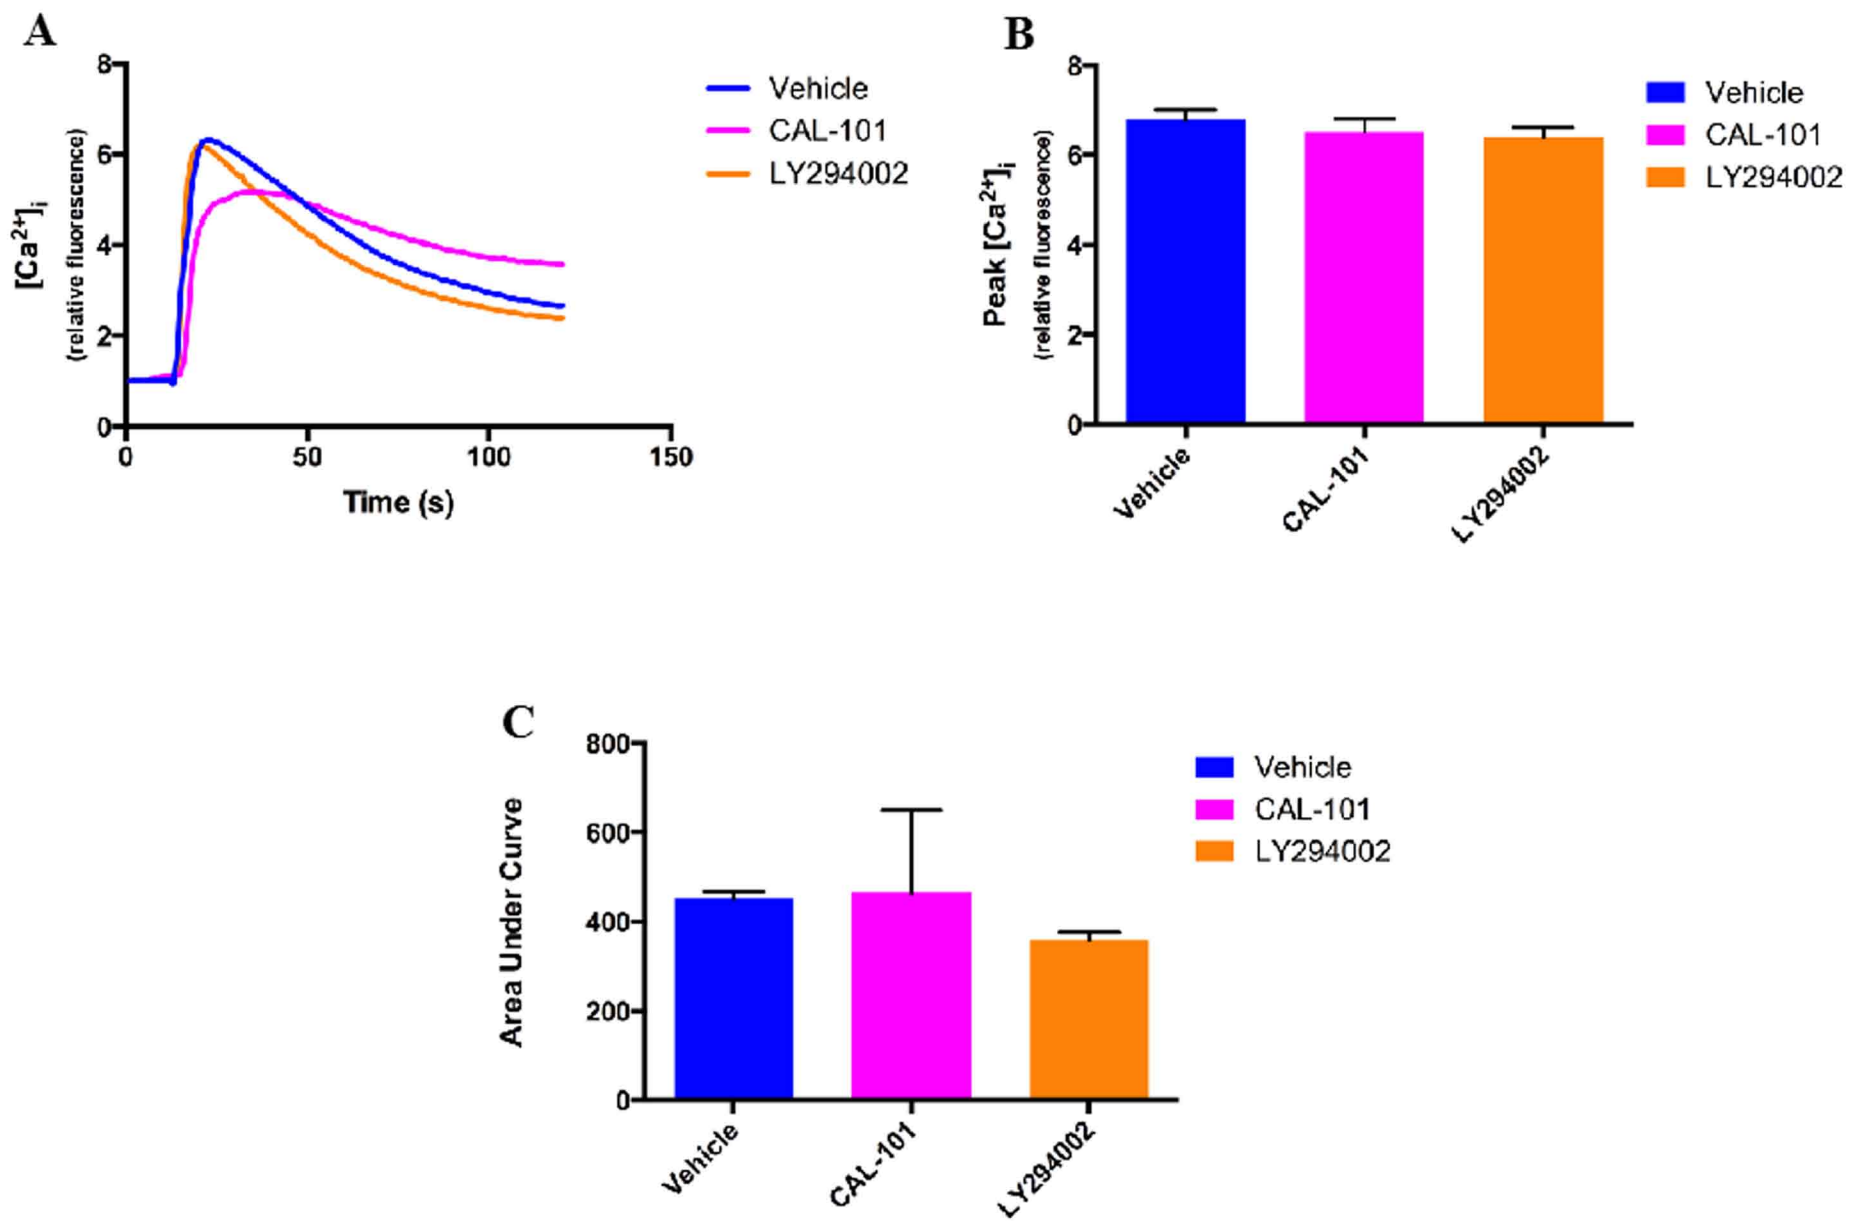 A
[Ca2+]i
(relative fluorescence)
8
6
4
2
0
0 50 100 150
Time (s)
Vehicle
CAL-101
LY294002
B
Peak [Ca2+]i
(relative fluorescence)
8
6
4
2
0
Vehicle
CAL-101
LY294002
Vehicle
CAL-101
LY294002
C
Area Under Curve
800
600
400
200
0
Vehicle
CAL-101
LY294002
Vehicle
CAL-101
LY294002